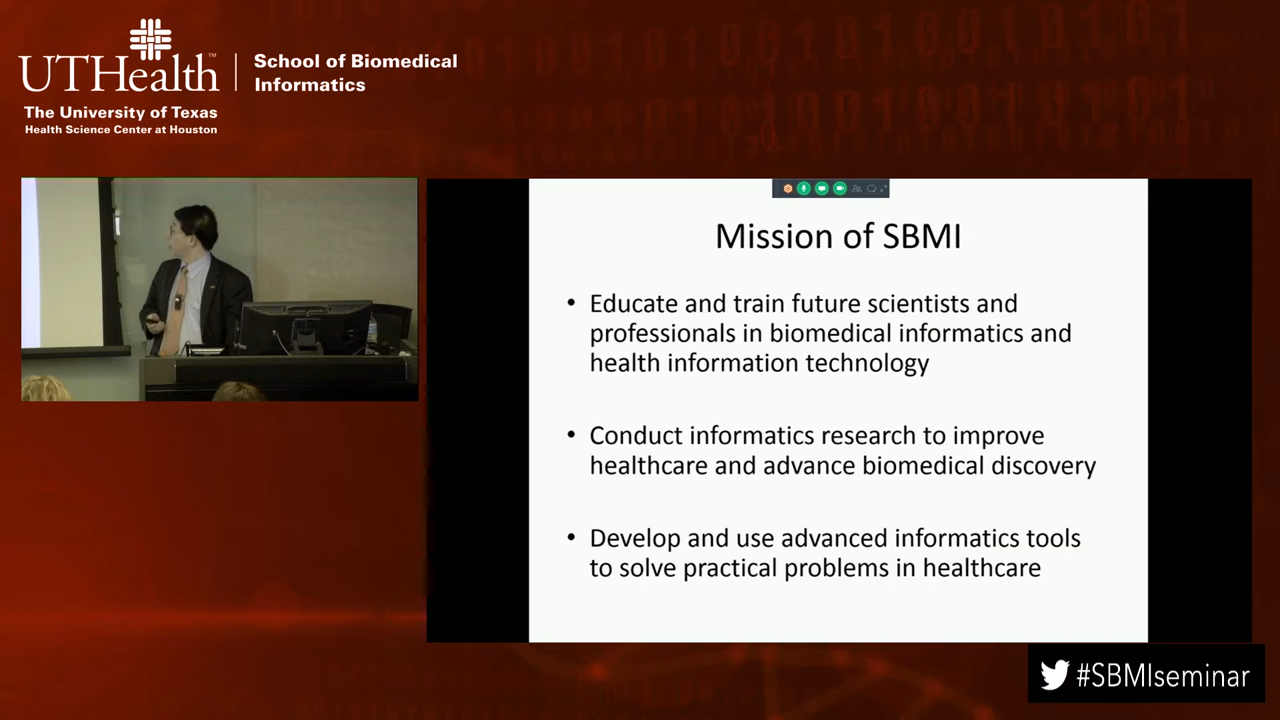 UTHealth™
The University of Texas
Health Science Center at Houston
School of Biomedical
Informatics
Mission of SBMI
• Educate and train future scientists and
professionals in biomedical informatics and
health information technology
• Conduct informatics research to improve
healthcare and advance biomedical discovery
• Develop and use advanced informatics tools
to solve practical problems in healthcare
#SBMIseminar